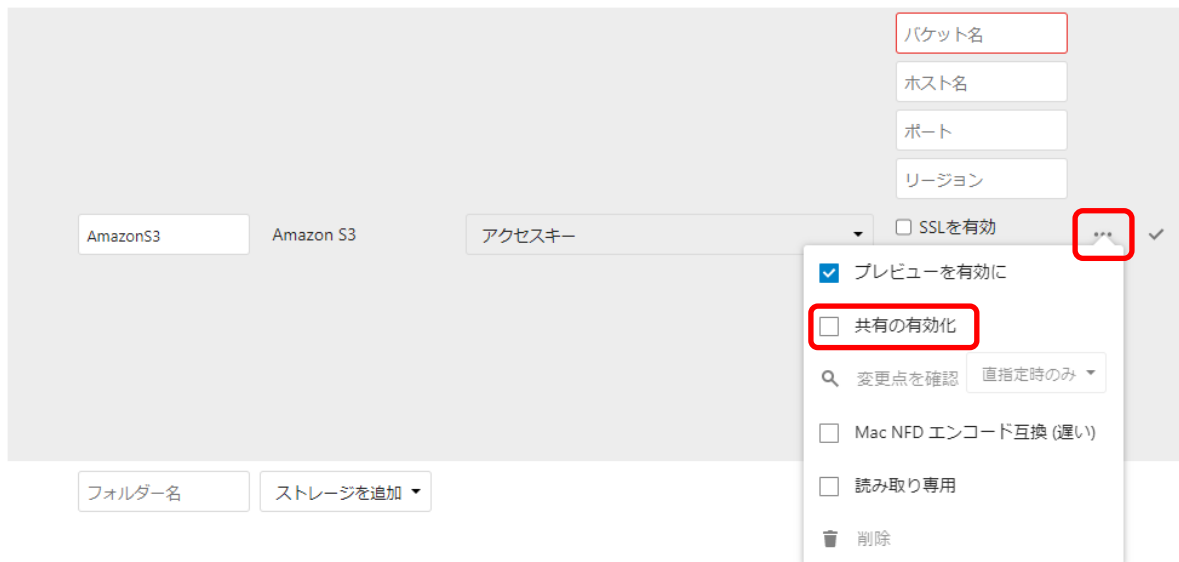 バケット名
ホスト名
ポート
リージョン
AmazonS3 Amazon S3 アクセスキー SSLを有効
プレビューを有効に
共有の有効化
変更点を確認 直指定時のみ
Mac NFD エンコード互換 (遅い)
フォルダー名 ストレージを追加 読み取り専用
削除